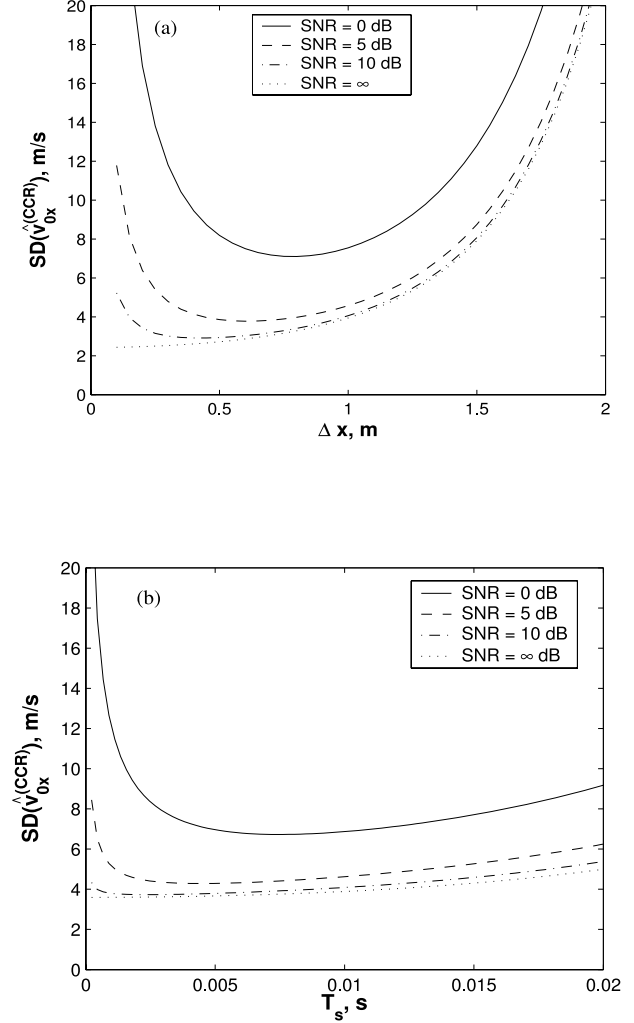 (a)
SNR = 0 dB
SNR = 5 dB
SNR = 10 dB
SNR = ∞
20
18
16
14
12
10
8
6
4
2
0
SD(v̂₀ₓ^(CCR)), m/s
0 0.5 1 1.5 2
Δ x, m
(b)
SNR = 0 dB
SNR = 5 dB
SNR = 10 dB
SNR = ∞ dB
20
18
16
14
12
10
8
6
4
2
0
SD(v̂₀ₓ^(CCR)), m/s
0 0.005 0.01 0.015 0.02
Tₛ, s